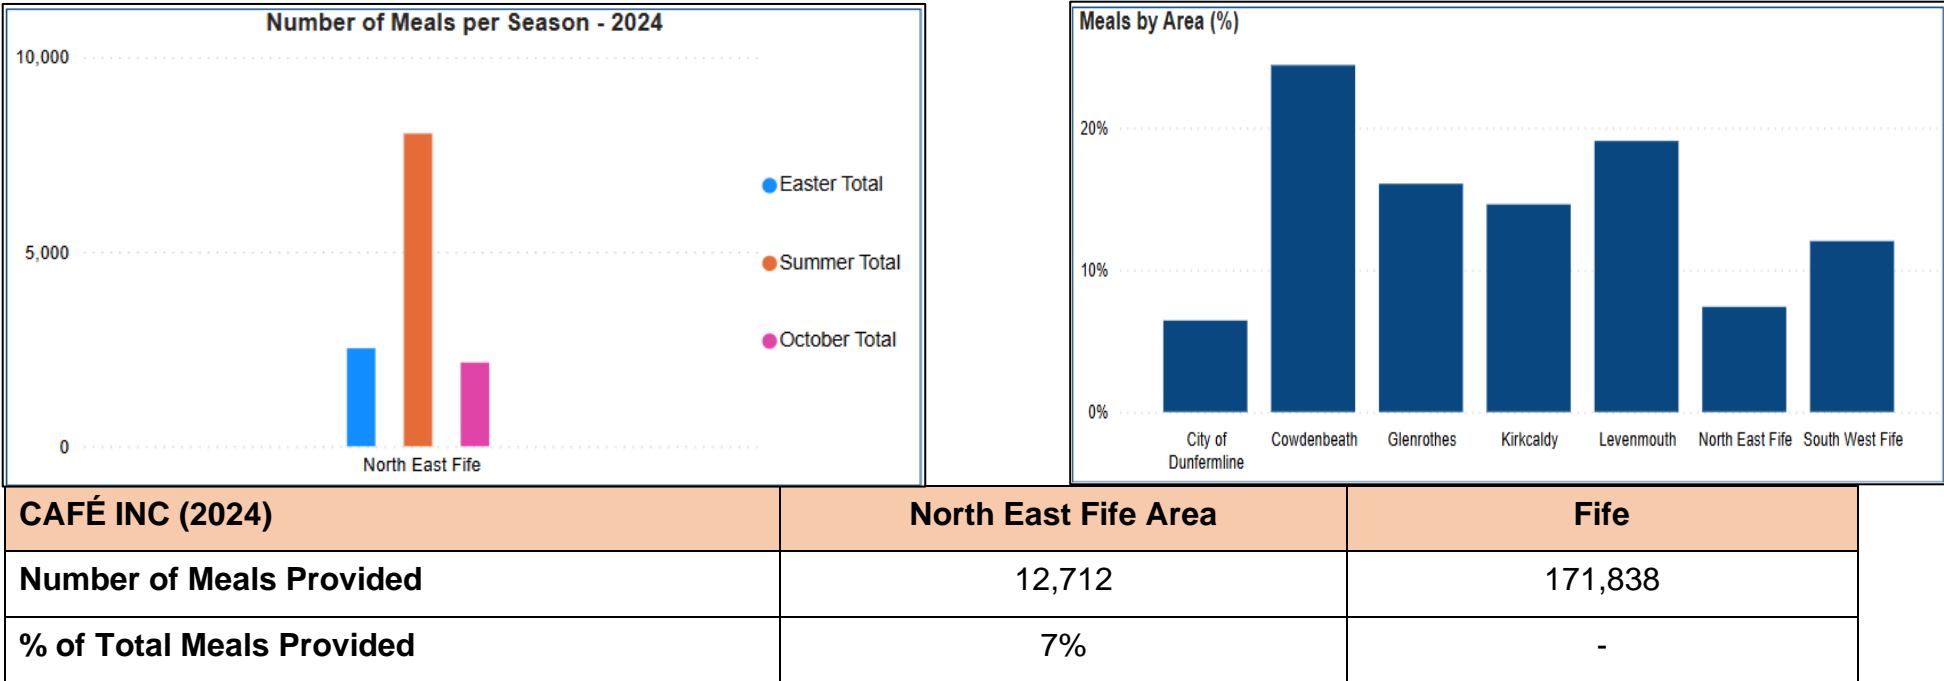 Number of Meals per Season - 2024
10,000
5,000
0
North East Fife
Easter Total
Summer Total
October Total
Meals by Area (%)
20%
10%
0%
City of
Dunfermline
Cowdenbeath
Glenrothes
Kirkcaldy
Levenmouth
North East Fife
South West Fife
CAFÉ INC (2024) North East Fife Area Fife
Number of Meals Provided 12,712 171,838
% of Total Meals Provided 7% -